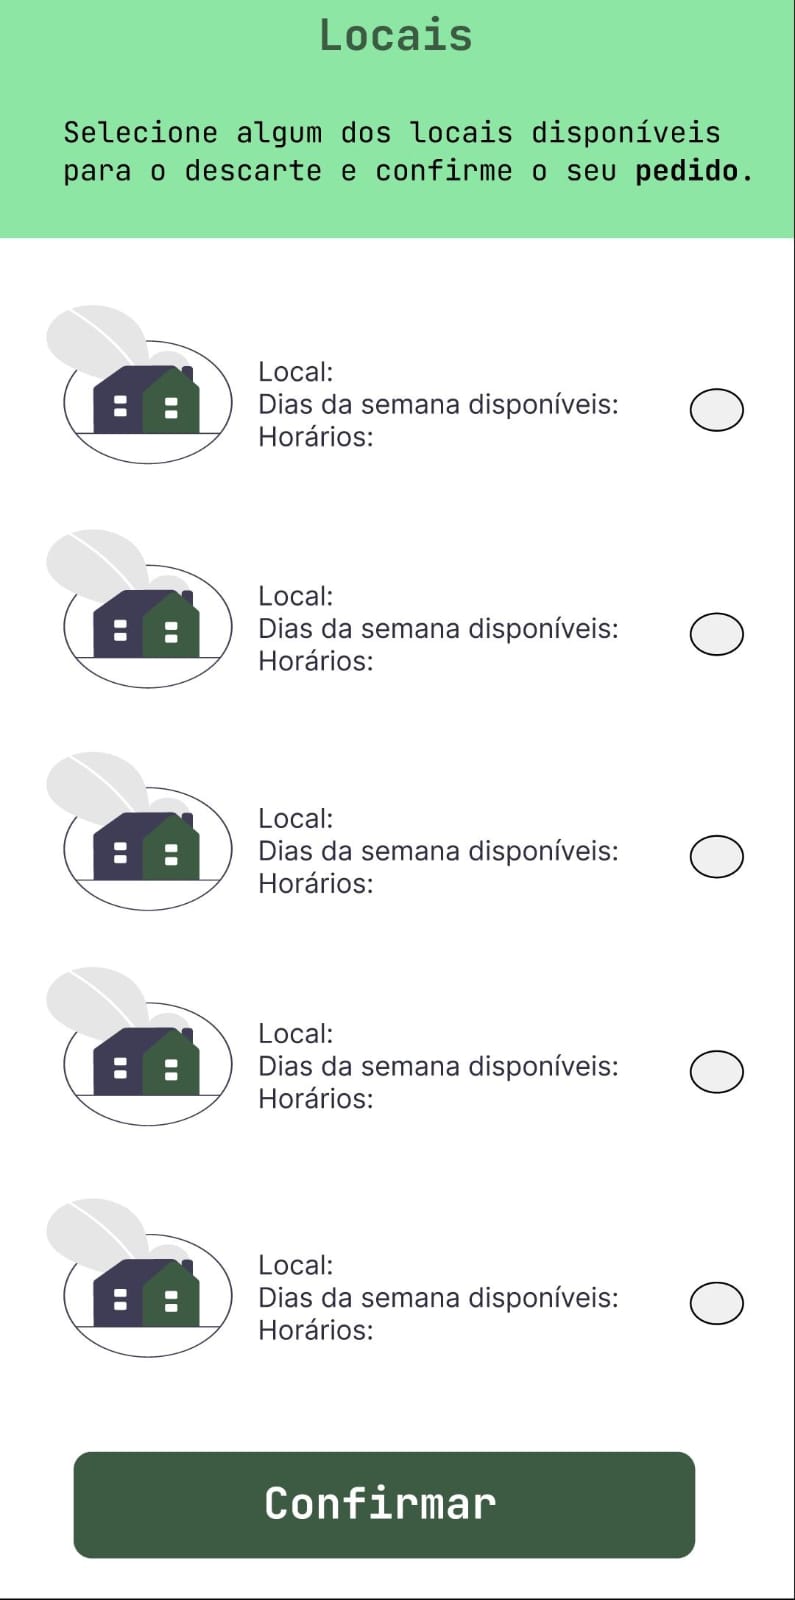 Locais
Selecione algum dos locais disponíveis
para o descarte e confirme o seu pedido.
Local:
Dias da semana disponíveis:
Horários:
Local:
Dias da semana disponíveis:
Horários:
Local:
Dias da semana disponíveis:
Horários:
Local:
Dias da semana disponíveis:
Horários:
Local:
Dias da semana disponíveis:
Horários:
Confirmar